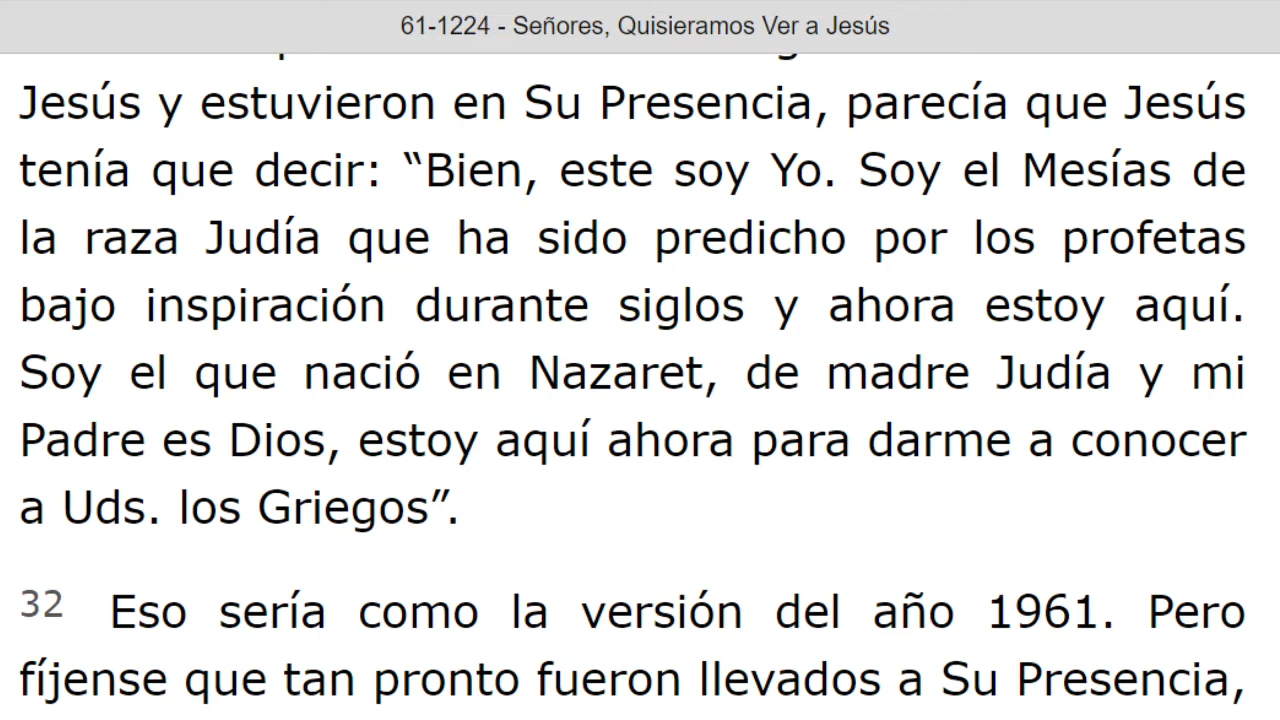 61-1224 - Señores, Quisieramos Ver a Jesús
Jesús y estuvieron en Su Presencia, parecía que Jesús
tenía que decir: “Bien, este soy Yo. Soy el Mesías de
la raza Judía que ha sido predicho por los profetas
bajo inspiración durante siglos y ahora estoy aquí.
Soy el que nació en Nazaret, de madre Judía y mi
Padre es Dios, estoy aquí ahora para darme a conocer
a Uds. los Griegos”.
32 Eso sería como la versión del año 1961. Pero
fíjense que tan pronto fueron llevados a Su Presencia,